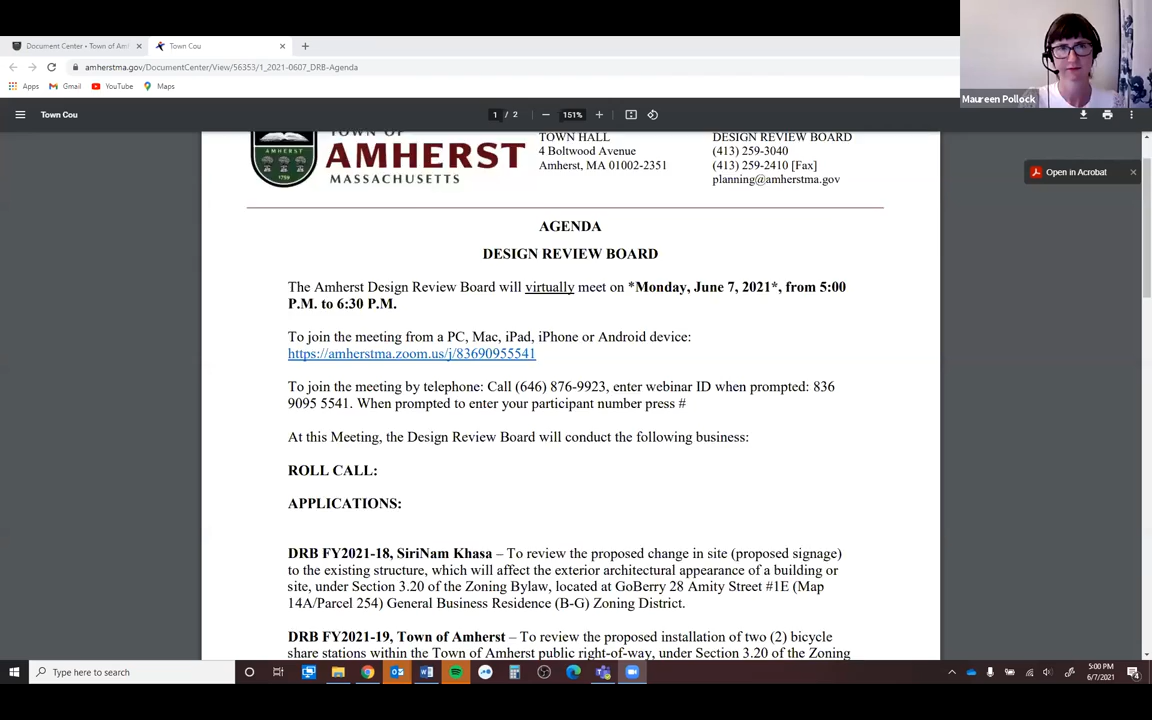 Document Center • Town of Am
Town Cou
amherstma.gov/DocumentCenter/View/56353/1_2021-0607_DRB-Agenda
Apps Gmail YouTube Maps
Maureen Pollock
Town Cou
1 / 2 151%
Open in Acrobat
TOWN OF
AMHERST
MASSACHUSETTS
1759
TOWN HALL
4 Boltwood Avenue
Amherst, MA 01002-2351
DESIGN REVIEW BOARD
(413) 259-3040
(413) 259-2410 [Fax]
planning@amherstma.gov
AGENDA
DESIGN REVIEW BOARD
The Amherst Design Review Board will virtually meet on *Monday, June 7, 2021*, from 5:00
P.M. to 6:30 P.M.
To join the meeting from a PC, Mac, iPad, iPhone or Android device:
https://amherstma.zoom.us/j/83690955541
To join the meeting by telephone: Call (646) 876-9923, enter webinar ID when prompted: 836
9095 5541. When prompted to enter your participant number press #
At this Meeting, the Design Review Board will conduct the following business:
ROLL CALL:
APPLICATIONS:
DRB FY2021-18, SiriNam Khasa – To review the proposed change in site (proposed signage)
to the existing structure, which will affect the exterior architectural appearance of a building or
site, under Section 3.20 of the Zoning Bylaw, located at GoBerry 28 Amity Street #1E (Map
14A/Parcel 254) General Business Residence (B-G) Zoning District.
DRB FY2021-19, Town of Amherst – To review the proposed installation of two (2) bicycle
share stations within the Town of Amherst public right-of-way, under Section 3.20 of the Zoning
Type here to search
5:00 PM
6/7/2021